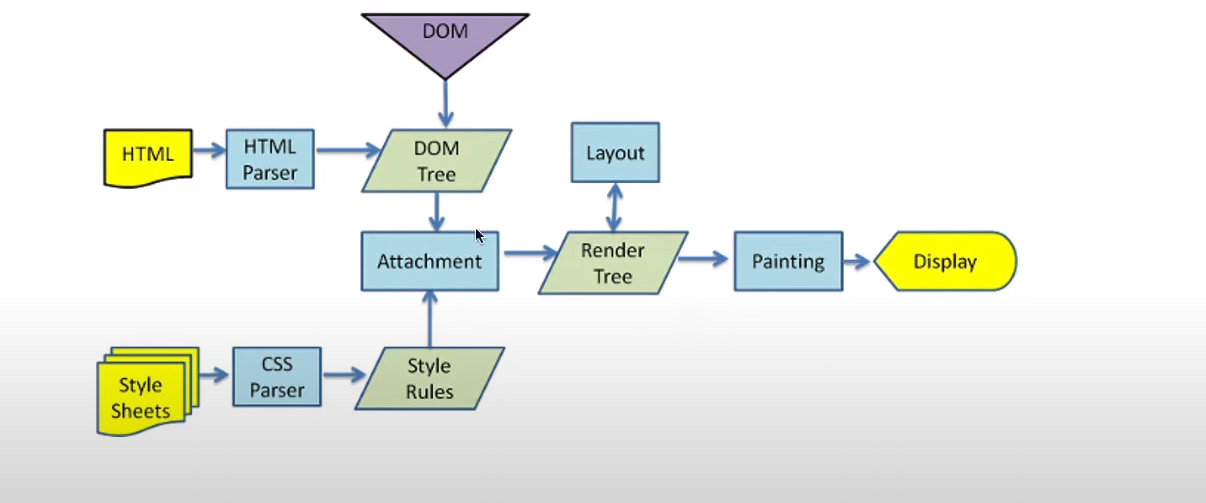 DOM
HTML
HTML
Parser
DOM
Tree
Layout
Attachment
Render
Tree
Painting
Display
Style
Sheets
CSS
Parser
Style
Rules